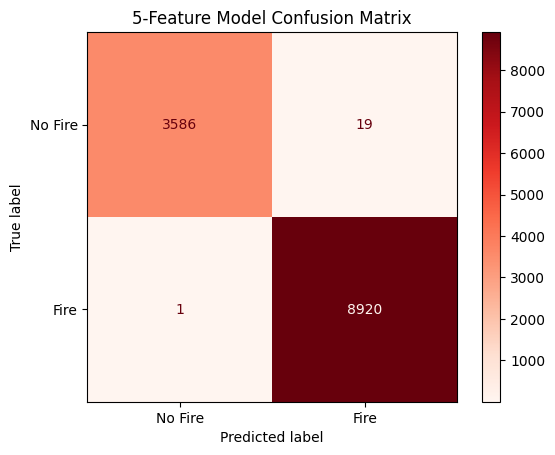 5-Feature Model Confusion Matrix
True label
No Fire
3586
19
Fire
1
8920
No Fire
Fire
Predicted label
8000
7000
6000
5000
4000
3000
2000
1000